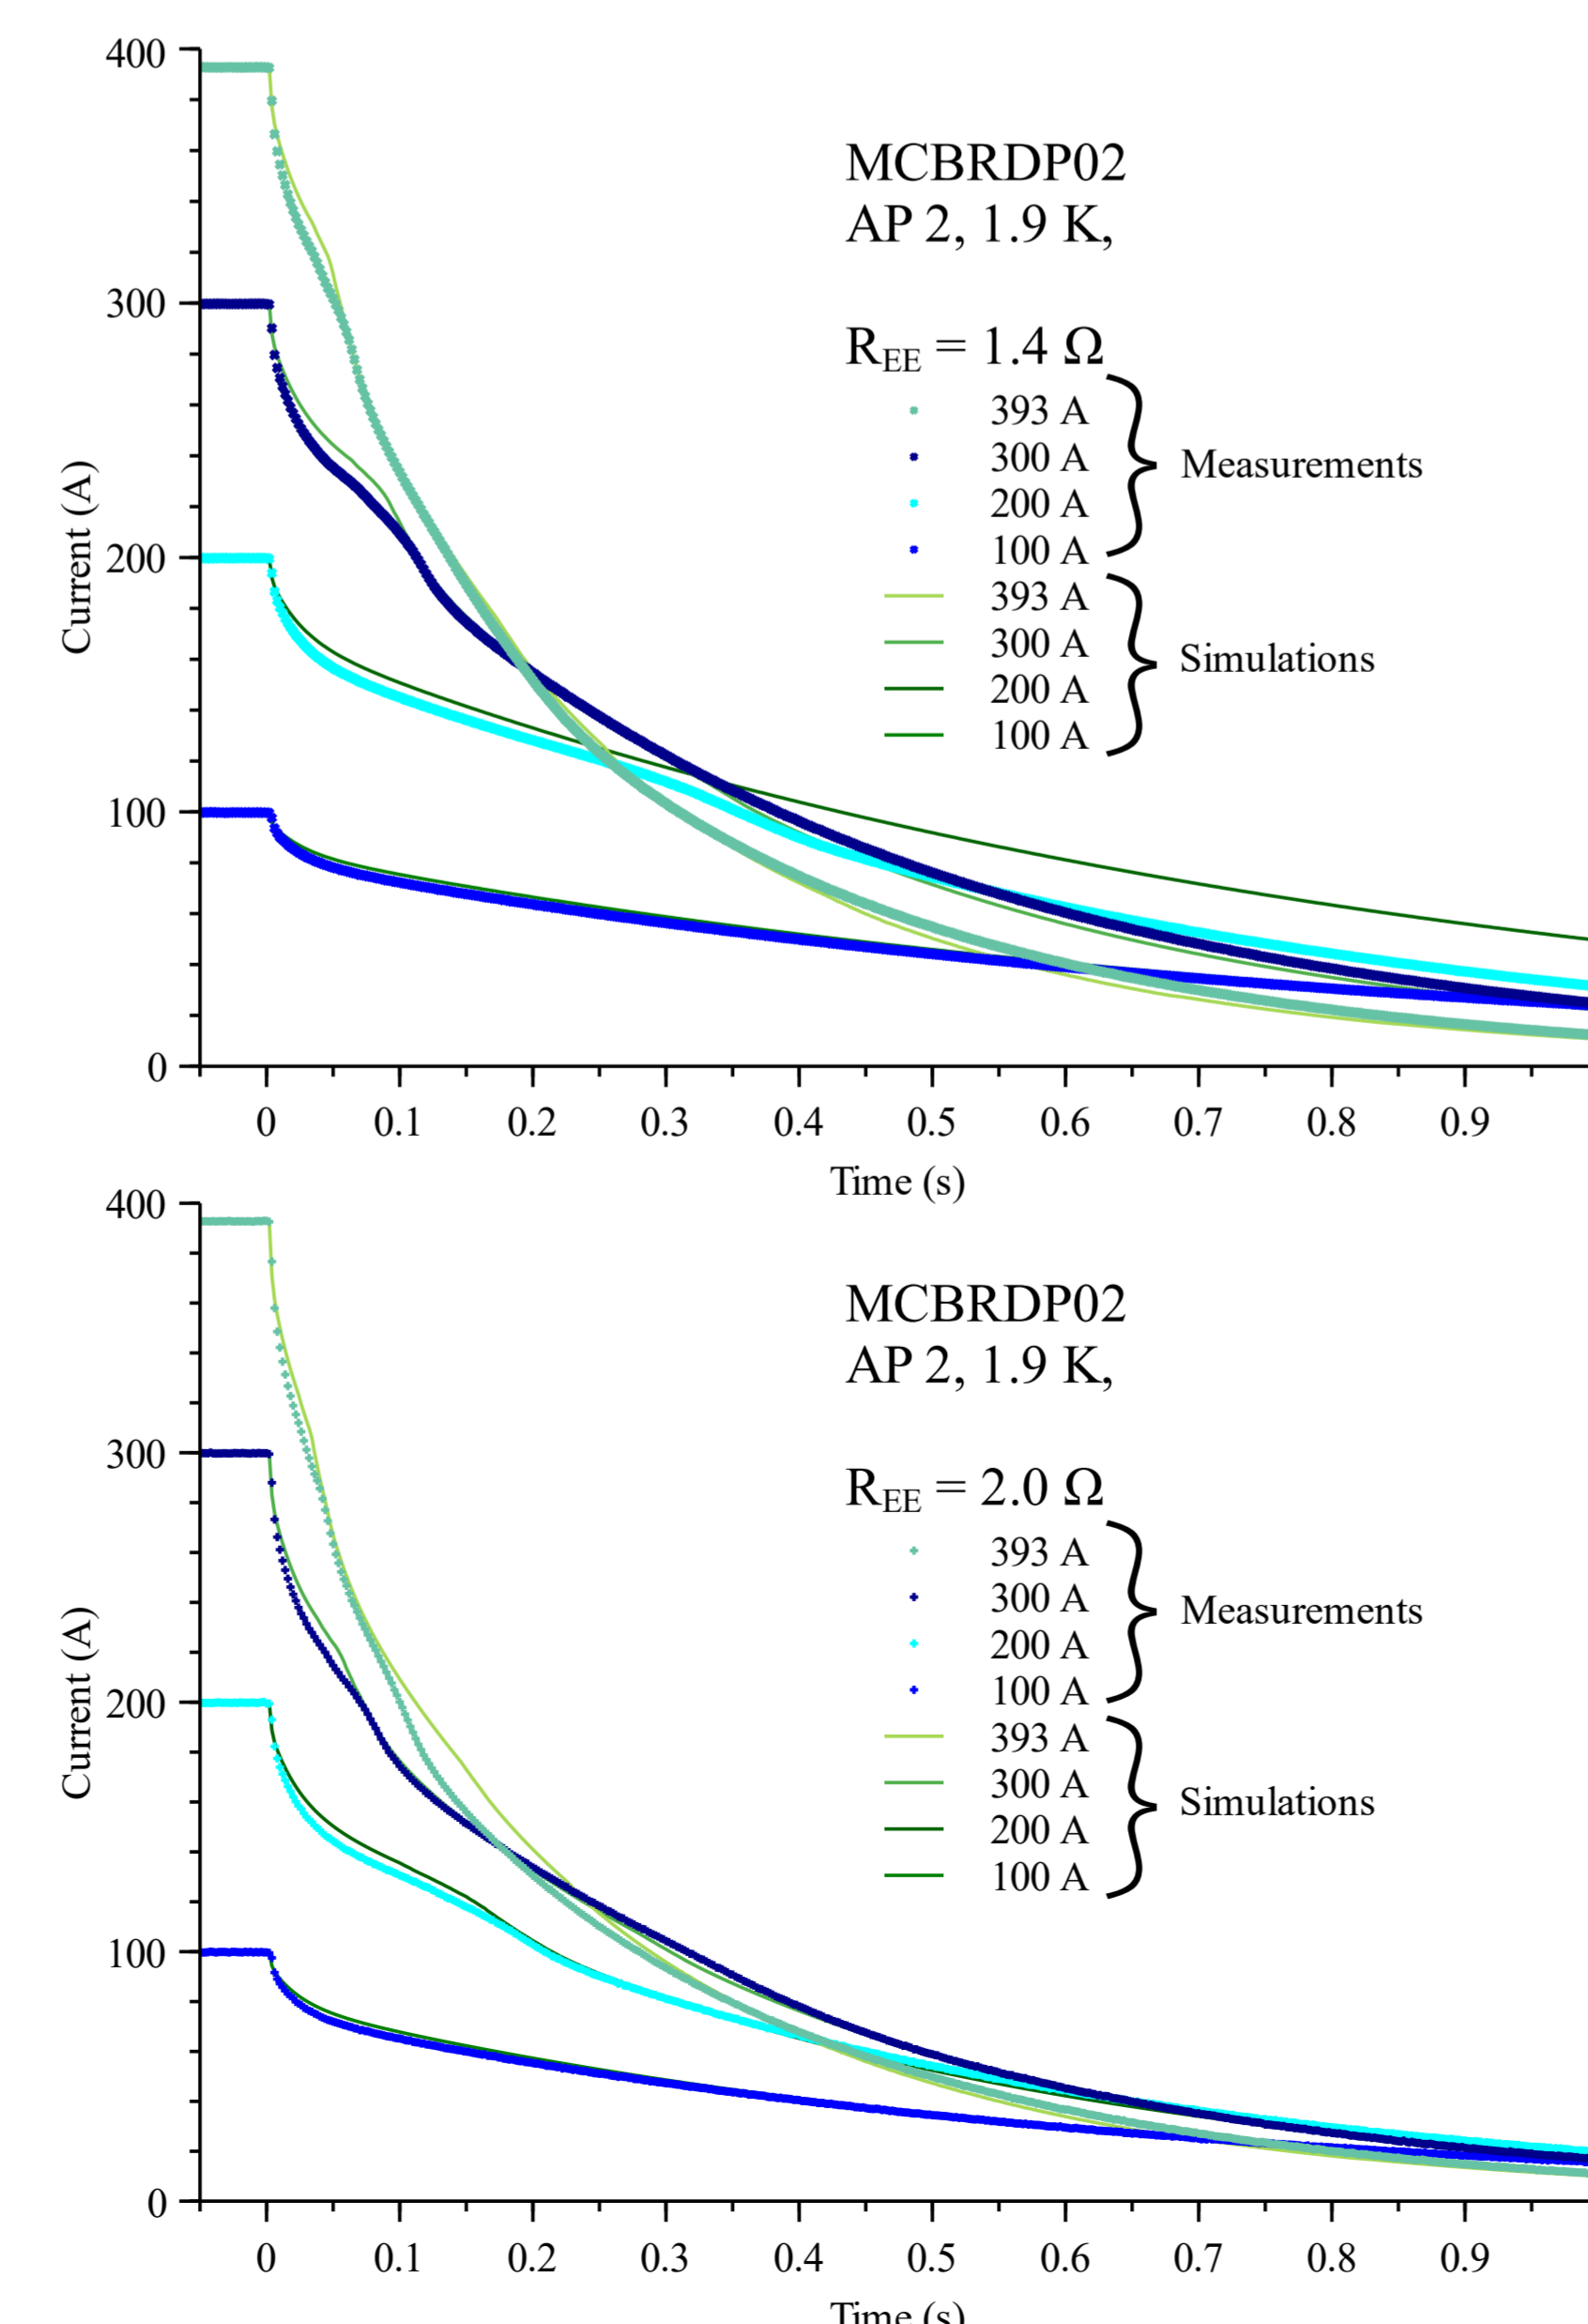 400
300
200
100
0
Current (A)
MCBRDP02
AP 2, 1.9 K,
R_EE = 1.4 Ω
393 A
300 A
200 A
100 A
Measurements
393 A
300 A
200 A
100 A
Simulations
0 0.1 0.2 0.3 0.4 0.5 0.6 0.7 0.8 0.9
Time (s)
400
300
200
100
0
Current (A)
MCBRDP02
AP 2, 1.9 K,
R_EE = 2.0 Ω
393 A
300 A
200 A
100 A
Measurements
393 A
300 A
200 A
100 A
Simulations
0 0.1 0.2 0.3 0.4 0.5 0.6 0.7 0.8 0.9
Time (s)